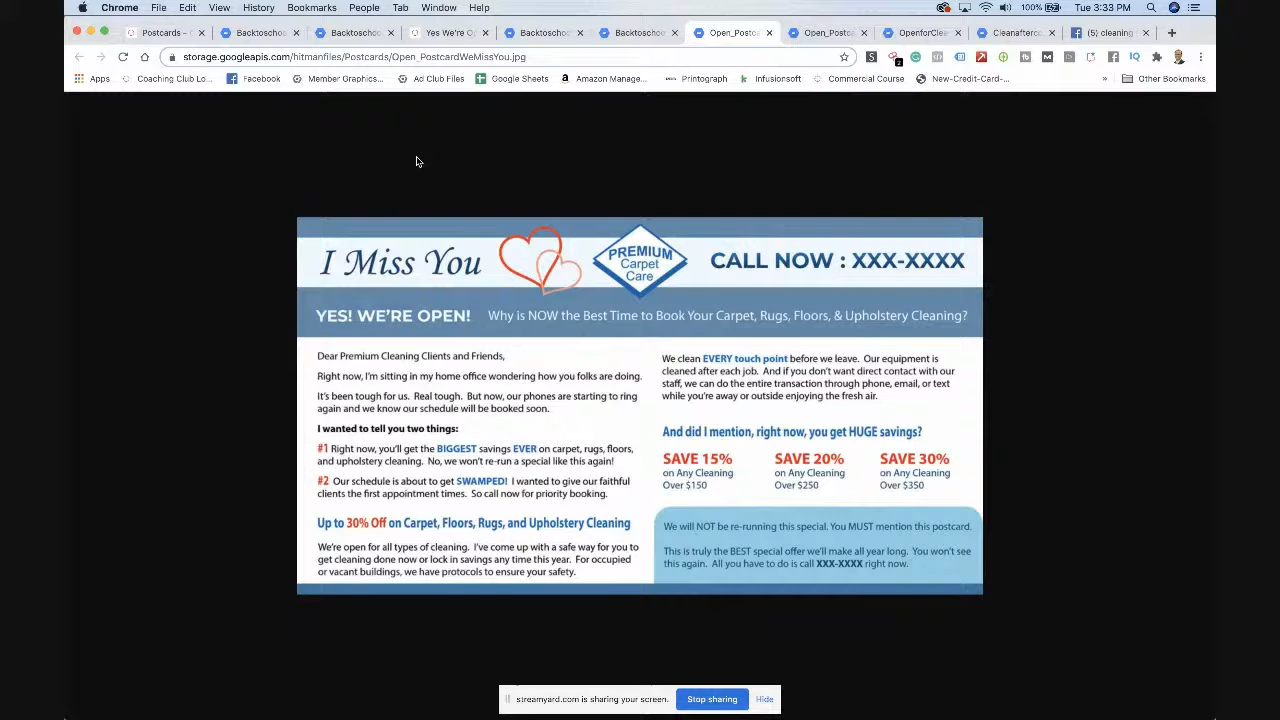 Chrome File Edit View History Bookmarks People Tab Window Help 100% Tue 3:33 PM
Postcards – Backtoschoo Backtoschoo Yes We're O Backtoschoo Backtoschoo Open_Postca Open_Postca OpenforClea Cleanafterco (5) cleaning
storage.googleapis.com/hitmanfiles/Postcards/Open_PostcardWeMissYou.jpg
Apps Coaching Club Lo... Facebook Member Graphics... Ad Club Files Google Sheets Amazon Manage... Printograph Infusionsoft Commercial Course New-Credit-Card-... » Other Bookmarks
I Miss You
PREMIUM
Carpet
Care
CALL NOW : XXX-XXXX
YES! WE'RE OPEN! Why is NOW the Best Time to Book Your Carpet, Rugs, Floors, & Upholstery Cleaning?
Dear Premium Cleaning Clients and Friends,
Right now, I'm sitting in my home office wondering how you folks are doing.
It's been tough for us. Real tough. But now, our phones are starting to ring
again and we know our schedule will be booked soon.
I wanted to tell you two things:
#1 Right now, you'll get the BIGGEST savings EVER on carpet, rugs, floors,
and upholstery cleaning. No, we won't re-run a special like this again!
#2 Our schedule is about to get SWAMPED! I wanted to give our faithful
clients the first appointment times. So call now for priority booking.
Up to 30% Off on Carpet, Floors, Rugs, and Upholstery Cleaning
We're open for all types of cleaning. I've come up with a safe way for you to
get cleaning done now or lock in savings any time this year. For occupied
or vacant buildings, we have protocols to ensure your safety.
We clean EVERY touch point before we leave. Our equipment is
cleaned after each job. And if you don't want direct contact with our
staff, we can do the entire transaction through phone, email, or text
while you're away or outside enjoying the fresh air.
And did I mention, right now, you get HUGE savings?
SAVE 15% SAVE 20% SAVE 30%
on Any Cleaning on Any Cleaning on Any Cleaning
Over $150 Over $250 Over $350
We will NOT be re-running this special. You MUST mention this postcard.
This is truly the BEST special offer we'll make all year long. You won't see
this again. All you have to do is call XXX-XXXX right now.
streamyard.com is sharing your screen. Stop sharing Hide